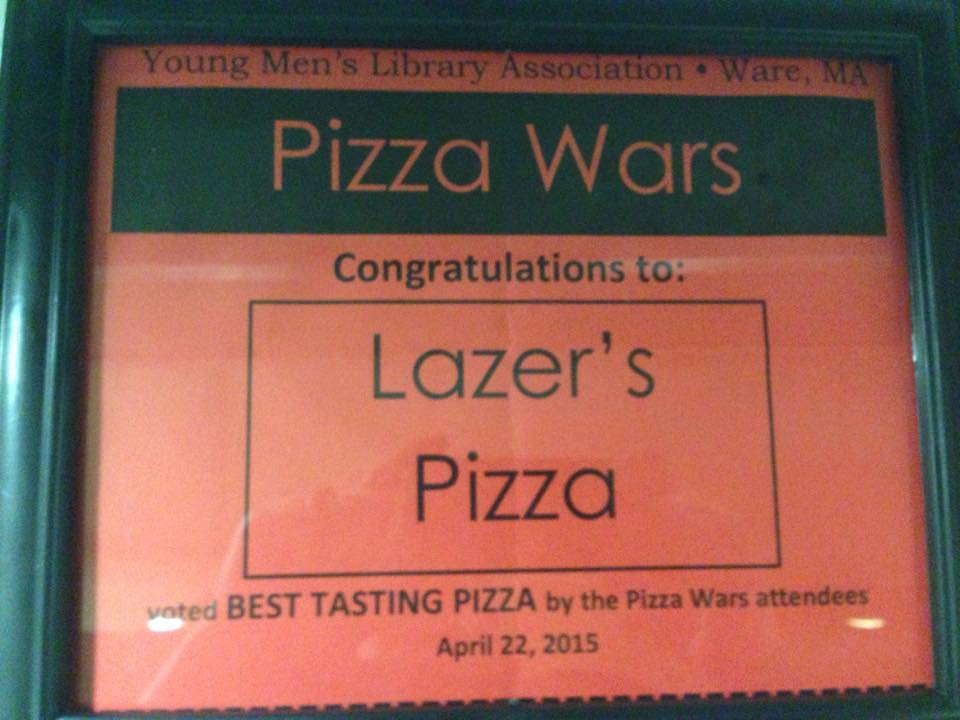 Young Men's Library Association • Ware, MA
Pizza Wars
Congratulations to:
Lazer's
Pizza
voted BEST TASTING PIZZA by the Pizza Wars attendees
April 22, 2015